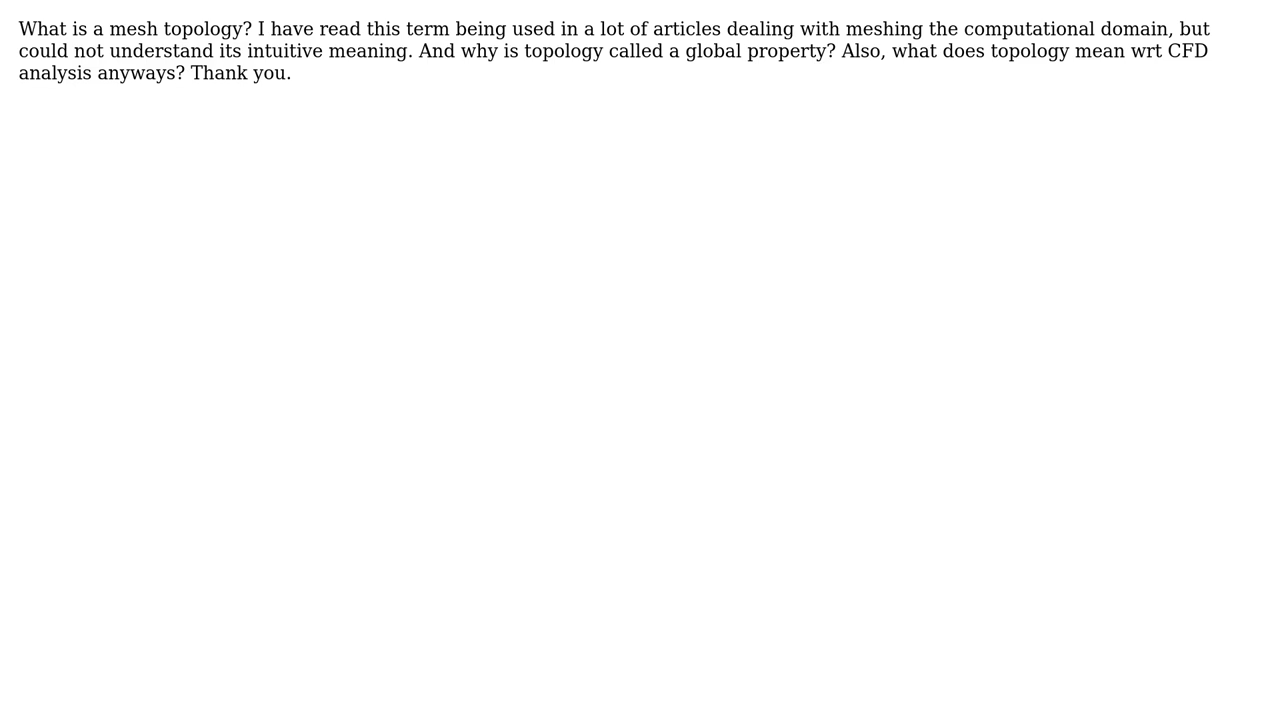 What is a mesh topology? I have read this term being used in a lot of articles dealing with meshing the computational domain, but
could not understand its intuitive meaning. And why is topology called a global property? Also, what does topology mean wrt CFD
analysis anyways? Thank you.